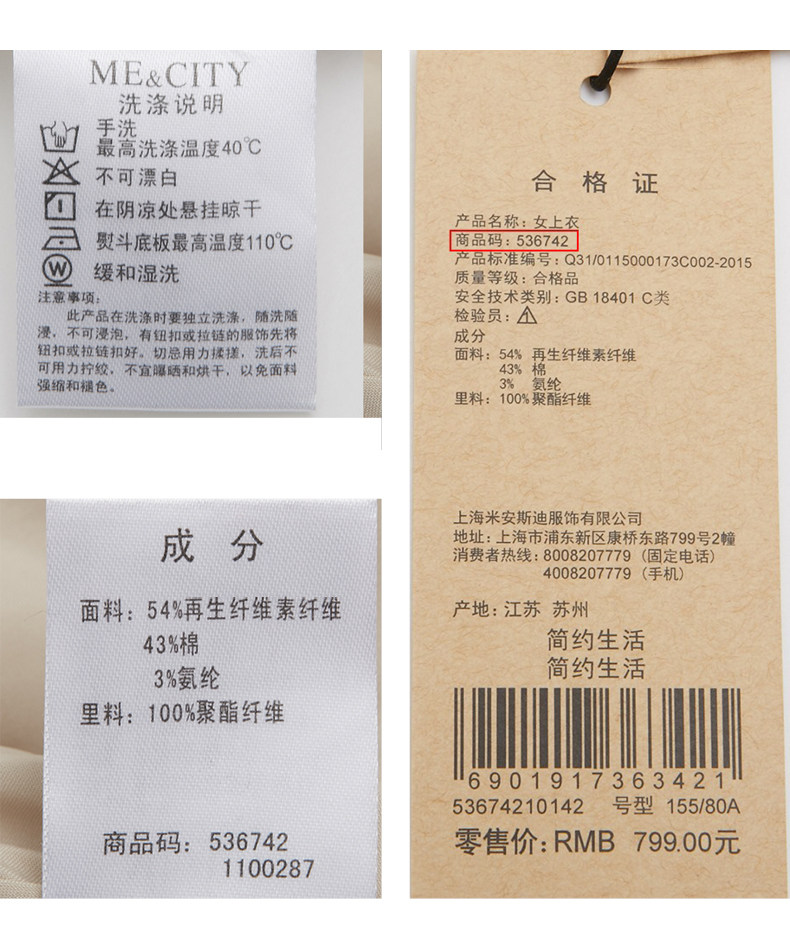 ME&CITY
洗涤说明
手洗
最高洗涤温度40℃
不可漂白
在阴凉处悬挂晾干
熨斗底板最高温度110℃
W
缓和湿洗
注意事项：
此产品在洗涤时要独立洗涤，随洗随
浸，不可浸泡，有钮扣或拉链的服饰先将
钮扣或拉链扣好。切忌用力揉搓，洗后不
可用力拧绞，不宜曝晒和烘干，以免面料
强缩和褪色。
成 分
面料：54%再生纤维素纤维
43%棉
3%氨纶
里料：100%聚酯纤维
商品码：536742
1100287
合 格 证
产品名称：女上衣
商品码：536742
产品标准编号：Q31/0115000173C002-2015
质量等级：合格品
安全技术类别：GB 18401 C类
检验员：1
成分
面料：54% 再生纤维素纤维
43% 棉
3% 氨纶
里料：100%聚酯纤维
上海米安斯迪服饰有限公司
地址：上海市浦东新区康桥东路799号2幢
消费者热线：8008207779（固定电话）
4008207779（手机）
产地：江苏 苏州
简约生活
简约生活
6901917363421
53674210142 号型 155/80A
零售价：RMB 799.00元